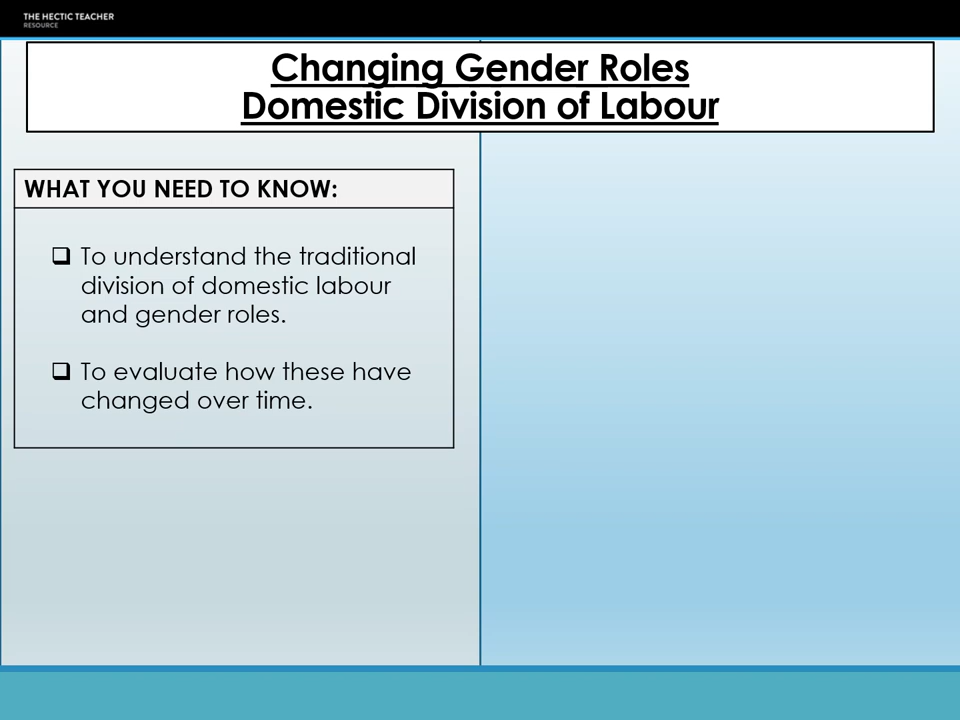 THE HECTIC TEACHER
RESOURCE
Changing Gender Roles
Domestic Division of Labour
WHAT YOU NEED TO KNOW:
❑ To understand the traditional
division of domestic labour
and gender roles.
❑ To evaluate how these have
changed over time.